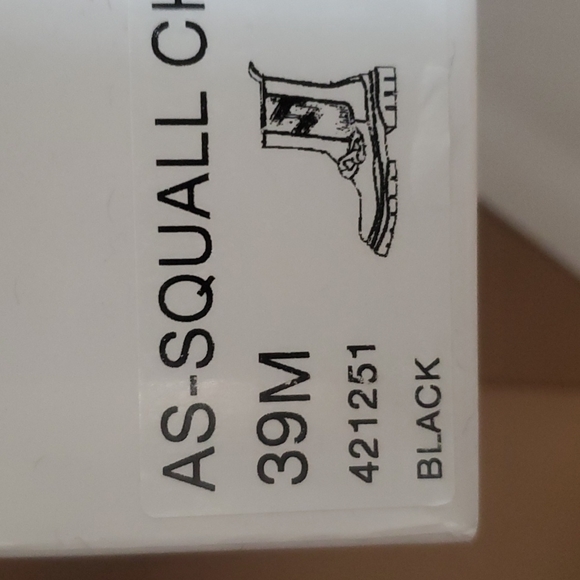 AS-SQUALL CH
39M
421251
BLACK